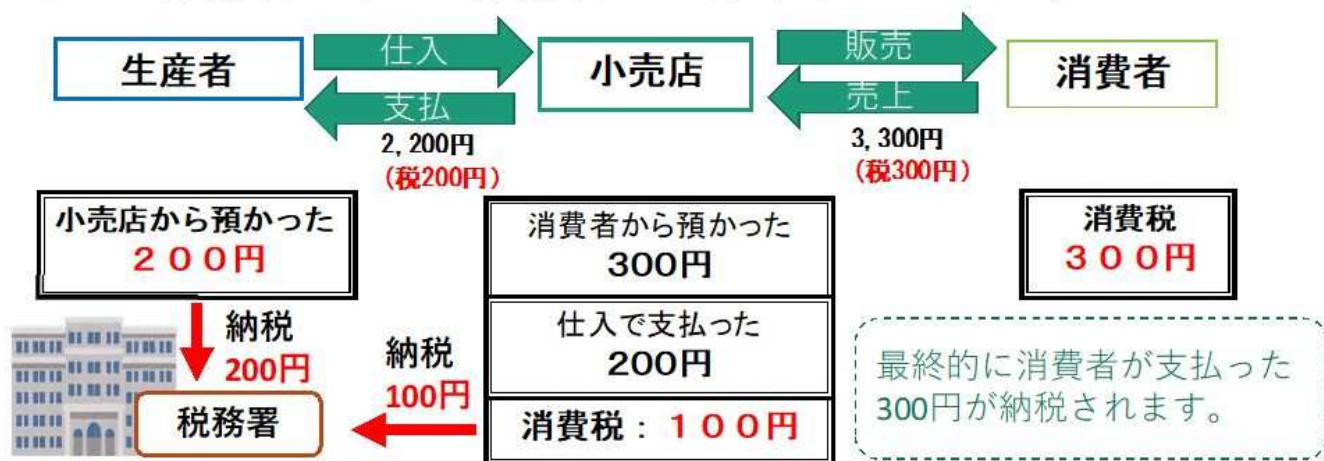 生産者
仕入
支払
2,200円
(税200円)
小売店
販売
売上
3,300円
(税300円)
消費者
小売店から預かった
200円
納税
200円
税務署
納税
100円
消費者から預かった
300円
仕入で支払った
200円
消費税:100円
消費税
300円
最終的に消費者が支払った
300円が納税されます。